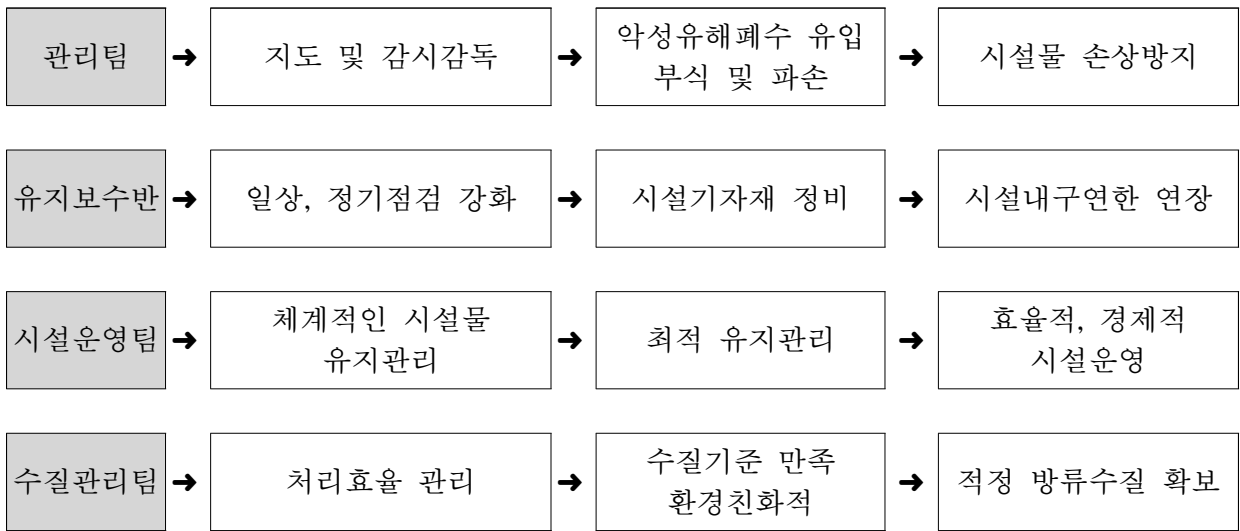 관리팀 ➜ 지도 및 감시감독 ➜ 악성유해폐수 유입
부식 및 파손 ➜ 시설물 손상방지
유지보수반 ➜ 일상, 정기점검 강화 ➜ 시설기자재 정비 ➜ 시설내구연한 연장
시설운영팀 ➜ 체계적인 시설물
유지관리 ➜ 최적 유지관리 ➜ 효율적, 경제적
시설운영
수질관리팀 ➜ 처리효율 관리 ➜ 수질기준 만족
환경친화적 ➜ 적정 방류수질 확보